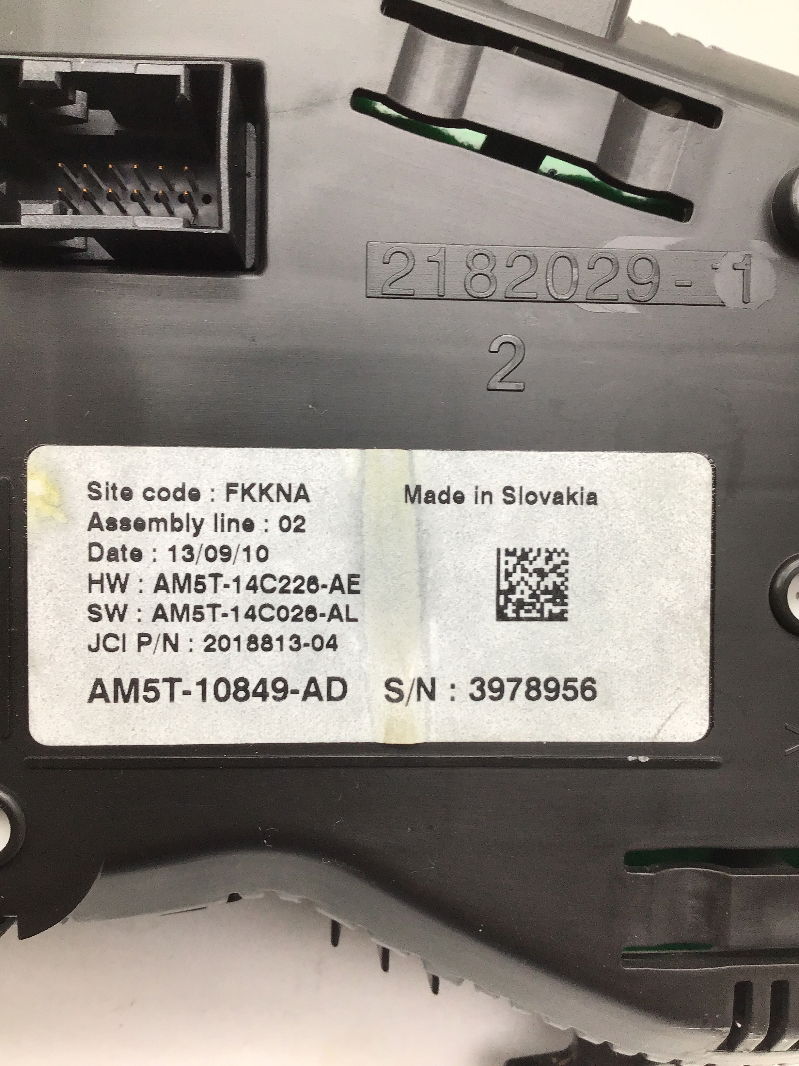 2182029-1
2
Site code : FKKNA
Made in Slovakia
Assembly line : 02
Date : 13/09/10
HW : AM5T-14C226-AE
SW : AM5T-14C026-AL
JCI P/N : 2018813-04
AM5T-10849-AD S/N : 3978956